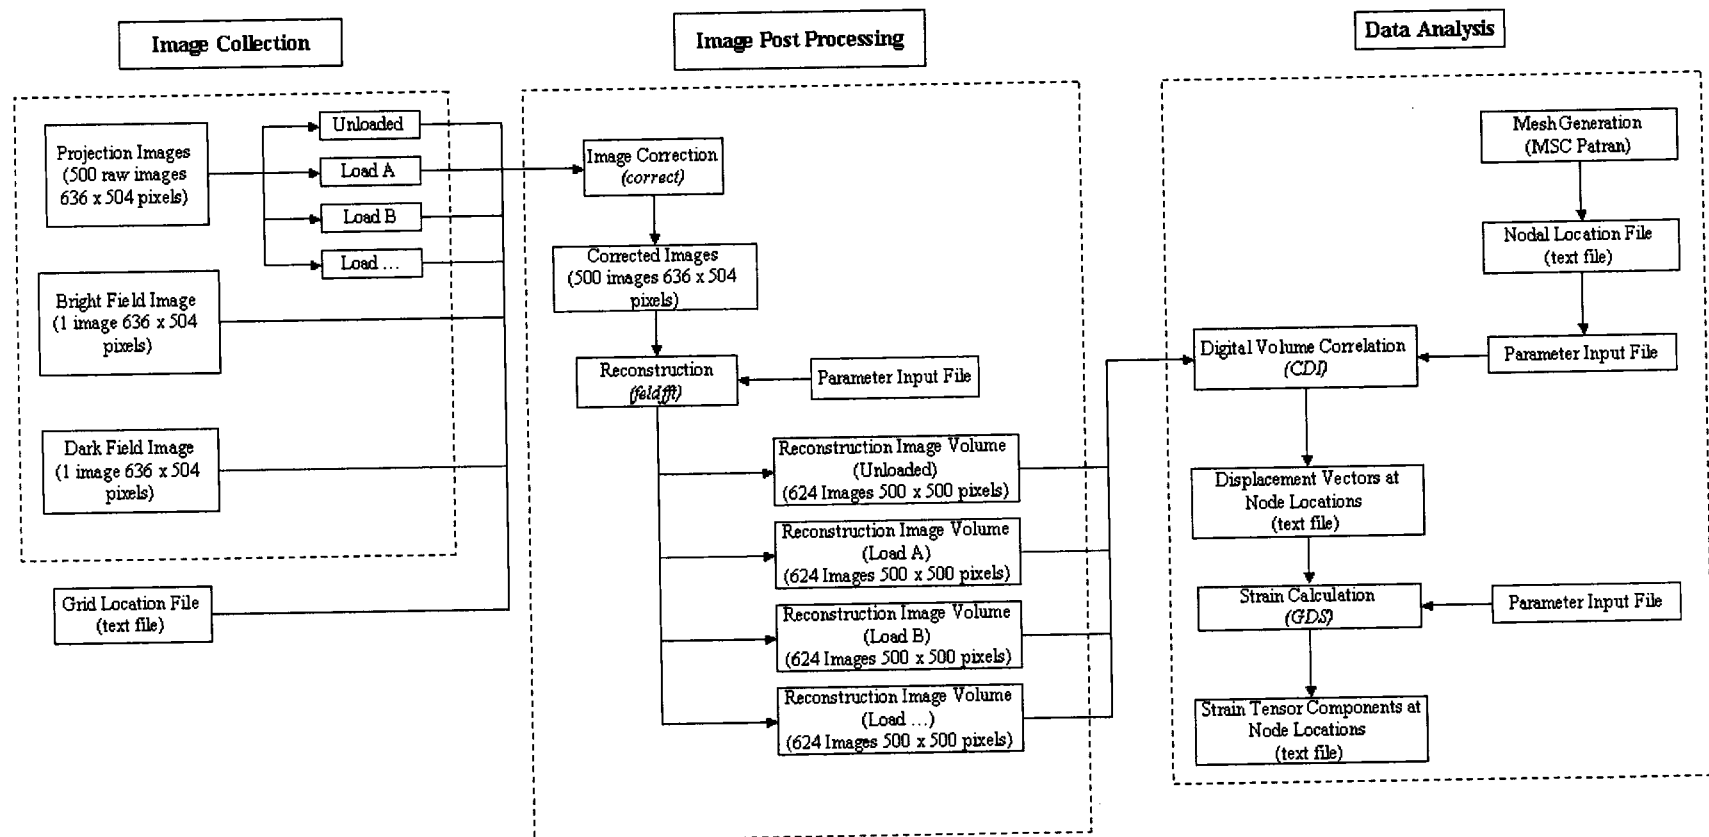 Image Collection
Projection Images
(500 raw images
636 x 504 pixels)
Unloaded
Load A
Load B
Load ...
Bright Field Image
(1 image 636 x 504
pixels)
Dark Field Image
(1 image 636 x 504
pixels)
Grid Location File
(text file)
Image Post Processing
Image Correction
(correct)
Corrected Images
(500 images 636 x 504
pixels)
Reconstruction
(feldfft)
Parameter Input File
Reconstruction Image Volume
(Unloaded)
(624 Images 500 x 500 pixels)
Reconstruction Image Volume
(Load A)
(624 Images 500 x 500 pixels)
Reconstruction Image Volume
(Load B)
(624 Images 500 x 500 pixels)
Reconstruction Image Volume
(Load ...)
(624 Images 500 x 500 pixels)
Data Analysis
Mesh Generation
(MSC Patran)
Nodal Location File
(text file)
Parameter Input File
Digital Volume Correlation
(CDI)
Displacement Vectors at
Node Locations
(text file)
Strain Calculation
(GDS)
Parameter Input File
Strain Tensor Components at
Node Locations
(text file)